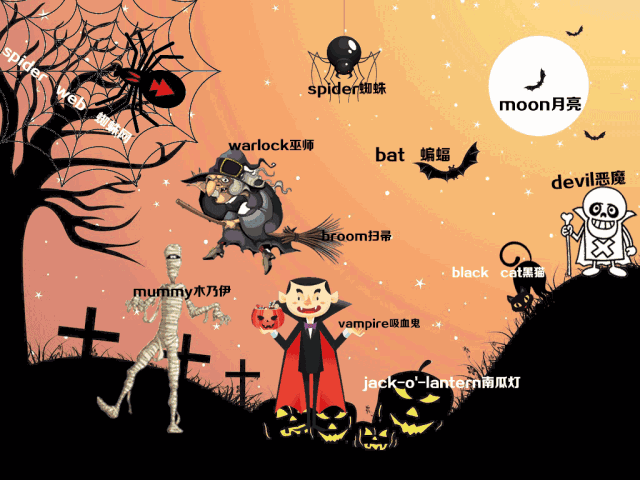 spider web 蜘蛛网
spider蜘蛛
moon月亮
warlock巫师
bat 蝙蝠
devil恶魔
broom扫帚
black cat黑猫
mummy木乃伊
vampire吸血鬼
jack-o'-lantern南瓜灯